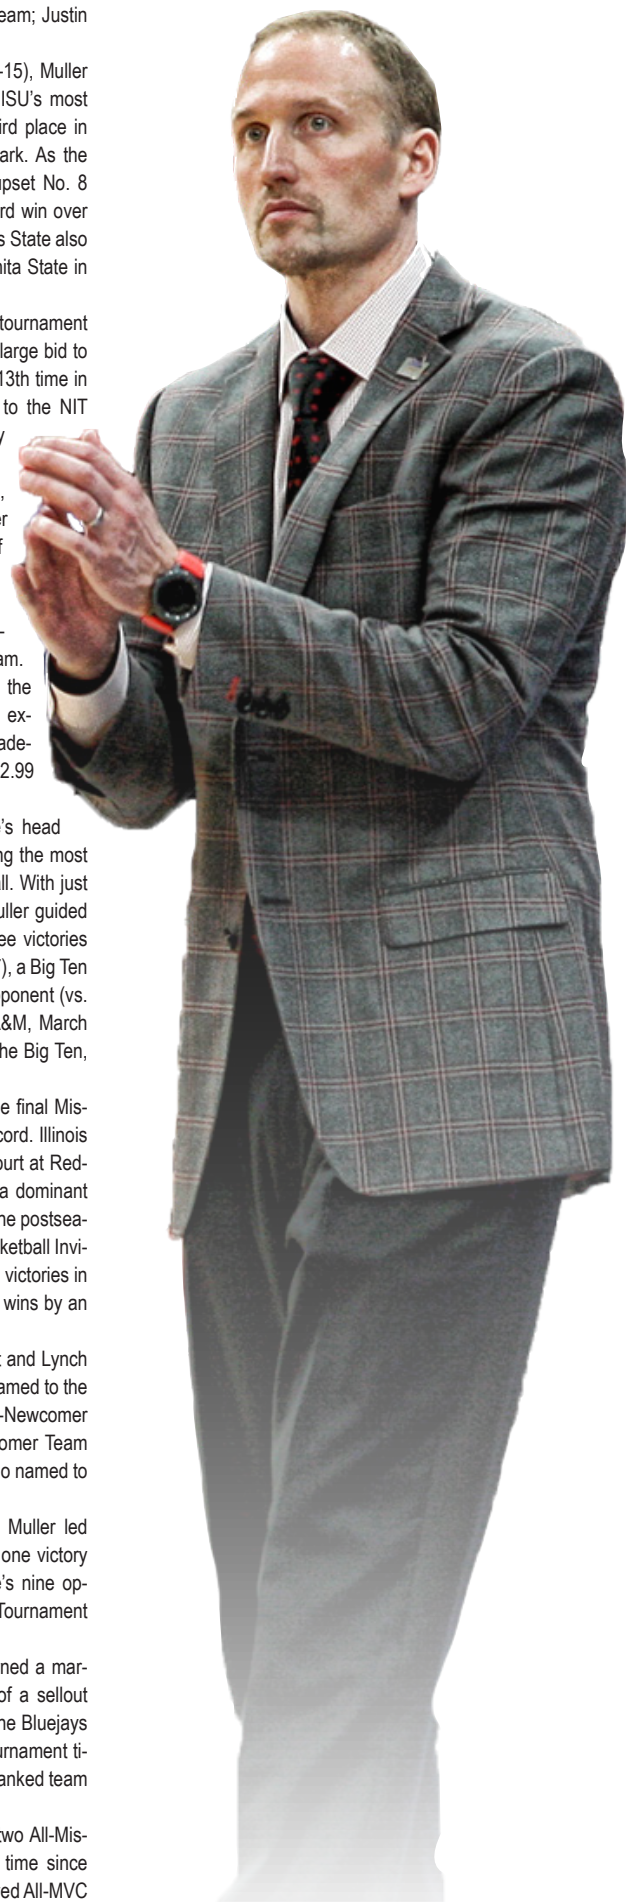 eam; Justin
-15), Muller
ISU's most
ird place in
ark. As the
upset No. 8
rd win over
s State also
nita State in
tournament
large bid to
13th time in
to the NIT
y
,
er
f
-
am.
the
ex-
ade-
2.99
's head
ng the most
all. With just
uller guided
ee victories
), a Big Ten
ponent (vs.
&M, March
he Big Ten,
e final Mis-
cord. Illinois
ourt at Red-
a dominant
he postsea-
ketball Invi-
victories in
wins by an
t and Lynch
amed to the
-Newcomer
omer Team
o named to
Muller led
one victory
's nine op-
Tournament
ned a mar-
of a sellout
he Bluejays
urnament ti-
anked team
two All-Mis-
time since
ed All-MVC